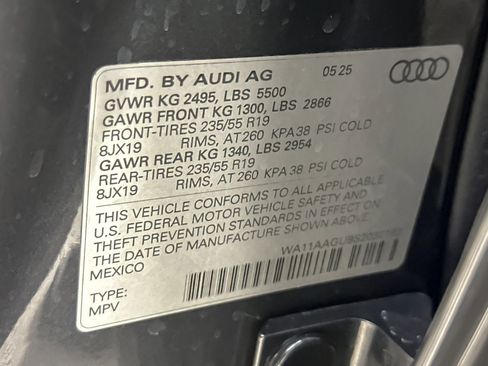 MFD. BY AUDI AG 05 25
GVWR KG 2495, LBS 5500
GAWR FRONT KG 1300, LBS 2866
FRONT-TIRES 235/55 R19
8JX19 RIMS, AT260 KPA38 PSI COLD
GAWR REAR KG 1340, LBS 2954
REAR-TIRES 235/55 R19
8JX19 RIMS, AT 260 KPA 38 PSI COLD
THIS VEHICLE CONFORMS TO ALL APPLICABLE
U.S. FEDERAL MOTOR VEHICLE SAFETY AND
THEFT PREVENTION STANDARDS IN EFFECT ON
THE DATE OF MANUFACTURE SHOWN ABOVE.
MEXICO
TYPE:
MPV